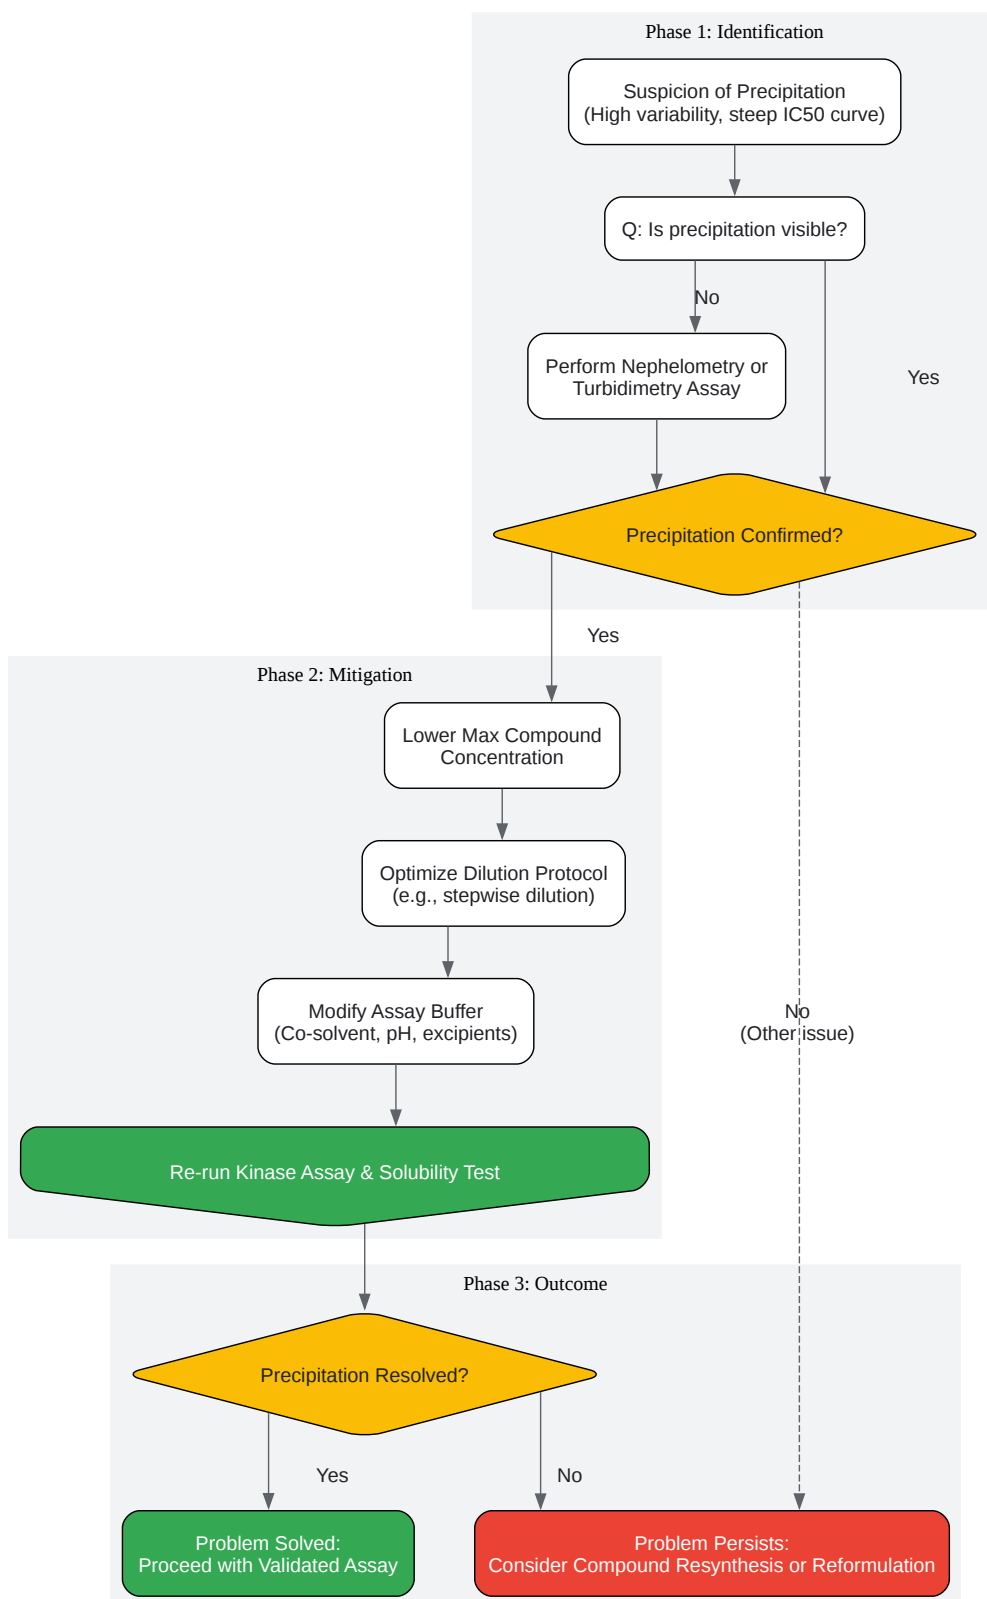 Phase 1: Identification
Suspicion of Precipitation
(High variability, steep IC50 curve)
Q: Is precipitation visible?
No
Perform Nephelometry or
Turbidimetry Assay
Yes
Precipitation Confirmed?
Yes
Phase 2: Mitigation
Lower Max Compound
Concentration
Optimize Dilution Protocol
(e.g., stepwise dilution)
Modify Assay Buffer
(Co-solvent, pH, excipients)
No
(Other issue)
Re-run Kinase Assay & Solubility Test
Phase 3: Outcome
Precipitation Resolved?
Yes
No
Problem Solved:
Proceed with Validated Assay
Problem Persists:
Consider Compound Resynthesis or Reformulation